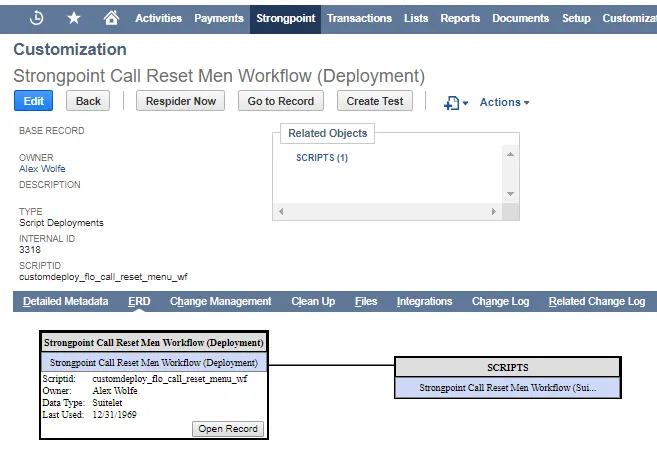 Activities Payments Strongpoint Transactions Lists Reports Documents Setup Customiza
Customization
Strongpoint Call Reset Men Workflow (Deployment)
Edit Back Respider Now Go to Record Create Test Actions
BASE RECORD
Related Objects
SCRIPTS (1)
OWNER
Alex Wolfe
DESCRIPTION
TYPE
Script Deployments
INTERNAL ID
3318
SCRIPTID
customdeploy_flo_call_reset_menu_wf
Detailed Metadata ERD Change Management Clean Up Files Integrations Change Log Related Change Log
Strongpoint Call Reset Men Workflow (Deployment)
Strongpoint Call Reset Men Workflow (Deployment)
Scriptid: customdeploy_flo_call_reset_menu_wf
Owner: Alex Wolfe
Data Type: Suitelet
Last Used: 12/31/1969
Open Record
SCRIPTS
Strongpoint Call Reset Men Workflow (Sui...